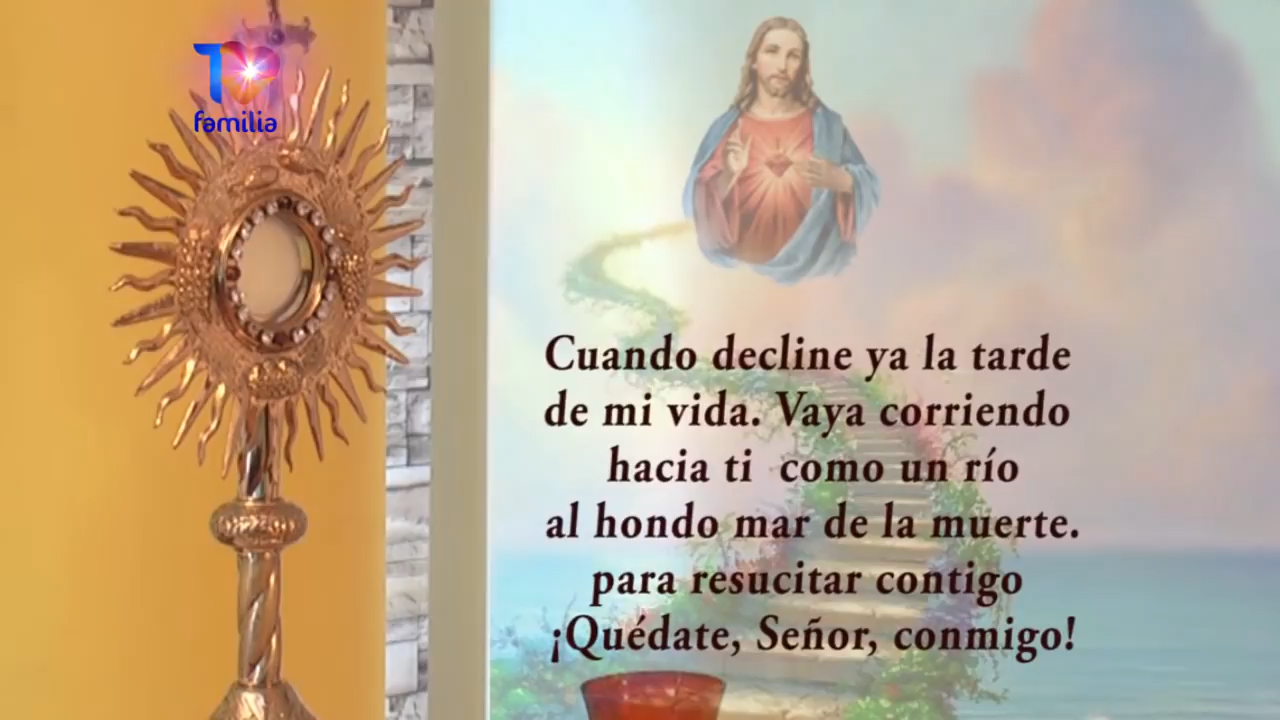 T
familia
Cuando decline ya la tarde
de mi vida. Vaya corriendo
hacia ti como un río
al hondo mar de la muerte.
para resucitar contigo
¡Quédate, Señor, conmigo!